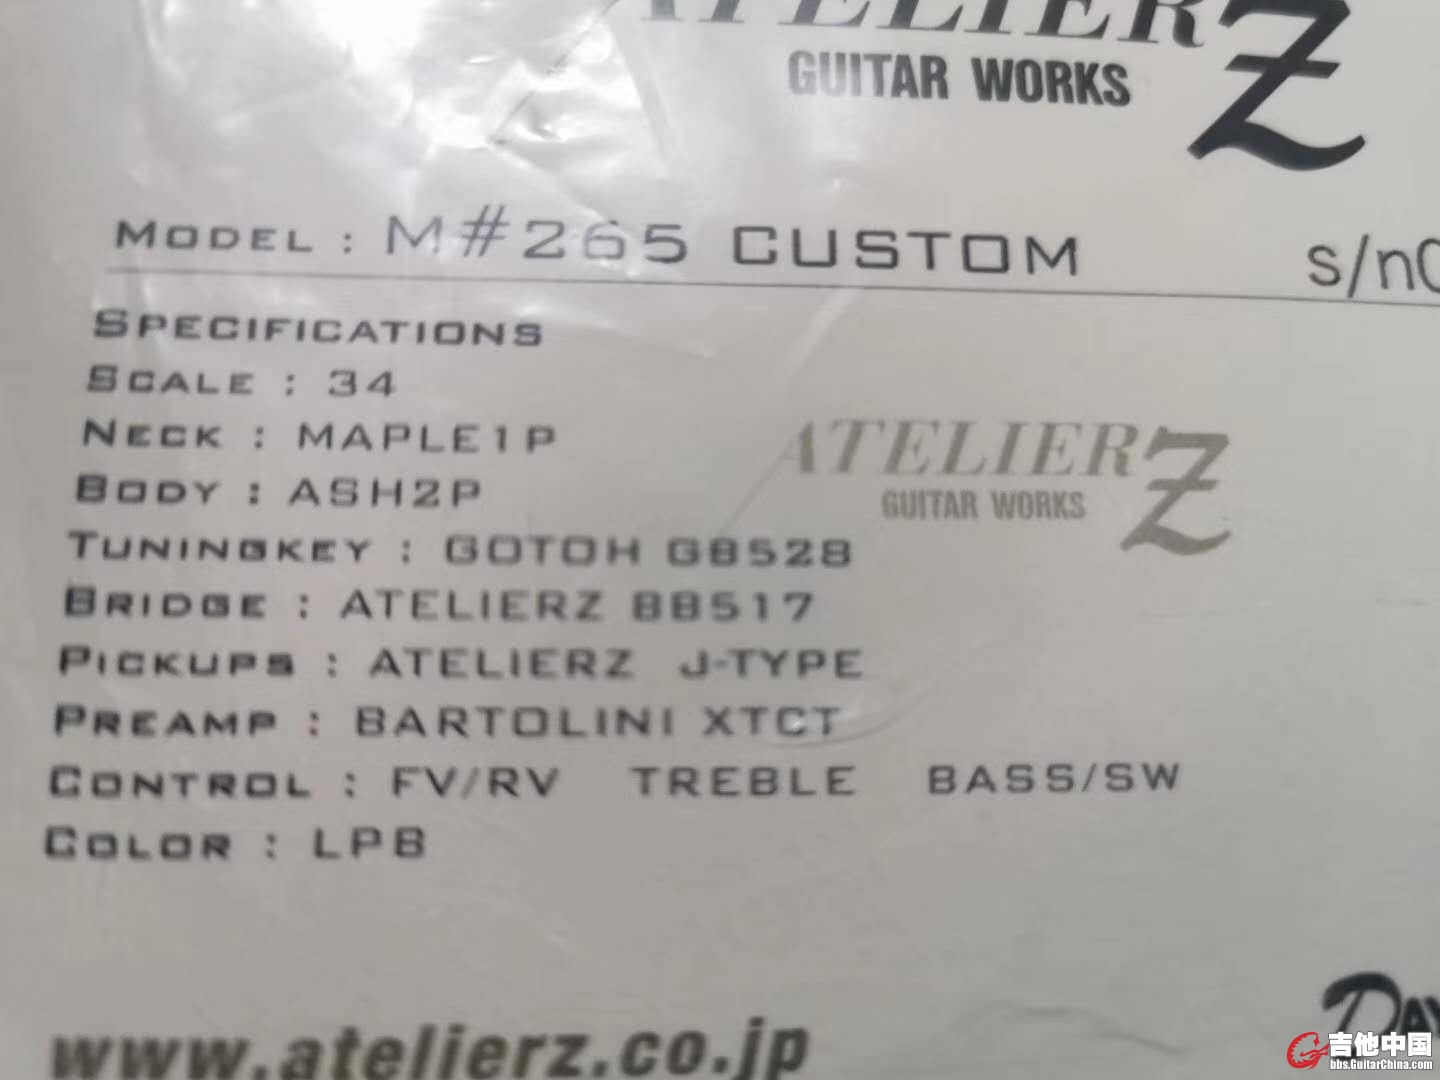 ATELIER Z
GUITAR WORKS
MODEL : M#265 CUSTOM s/n
SPECIFICATIONS
SCALE : 34
NECK : MAPLE1P
BODY : ASH2P
ATELIER Z
GUITAR WORKS
TUNINGKEY : GOTOH GB528
BRIDGE : ATELIERZ BB517
PICKUPS : ATELIERZ J-TYPE
PREAMP : BARTOLINI XTCT
CONTROL : FV/RV TREBLE BASS/SW
COLOR : LPB
www.atelierz.co.jp
吉他中国
bbs.GuitarChina.com